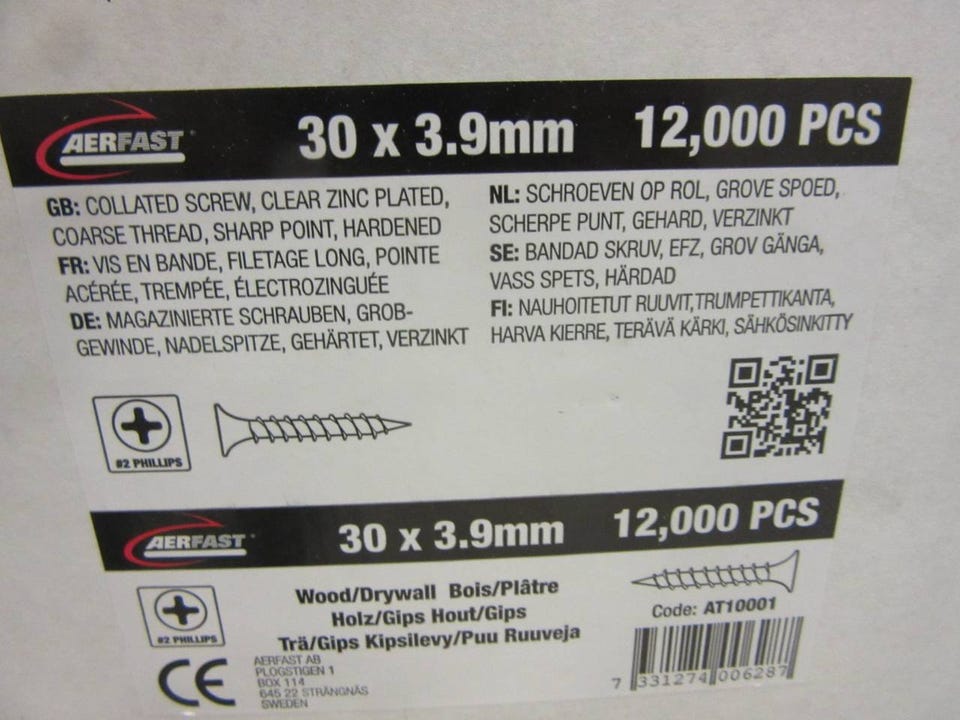 AERFAST
30 x 3.9mm
12,000 PCS
GB: COLLATED SCREW, CLEAR ZINC PLATED,
COARSE THREAD, SHARP POINT, HARDENED
FR: VIS EN BANDE, FILETAGE LONG, POINTE
ACÉRÉE, TREMPÉE, ÉLECTROZINGUÉE
DE: MAGAZINIERTE SCHRAUBEN, GROB-
GEWINDE, NADELSPITZE, GEHÄRTET, VERZINKT
NL: SCHROEVEN OP ROL, GROVE SPOED,
SCHERPE PUNT, GEHARD, VERZINKT
SE: BANDAD SKRUV, EFZ, GROV GÄNGA,
VASS SPETS, HÄRDAD
FI: NAUHOITETUT RUUVIT,TRUMPETTIKANTA,
HARVA KIERRE, TERÄVÄ KÄRKI, SÄHKÖSINKITTY
#2 PHILLIPS
AERFAST
30 x 3.9mm
12,000 PCS
#2 PHILLIPS
Wood/Drywall Bois/Plâtre
Holz/Gips Hout/Gips
Trä/Gips Kipsilevy/Puu Ruuveja
CE
AERFAST AB
PLOGSTIGEN 1
BOX 114
645 22 STRÄNGNÄS
SWEDEN
Code: AT10001
7 331274 006287